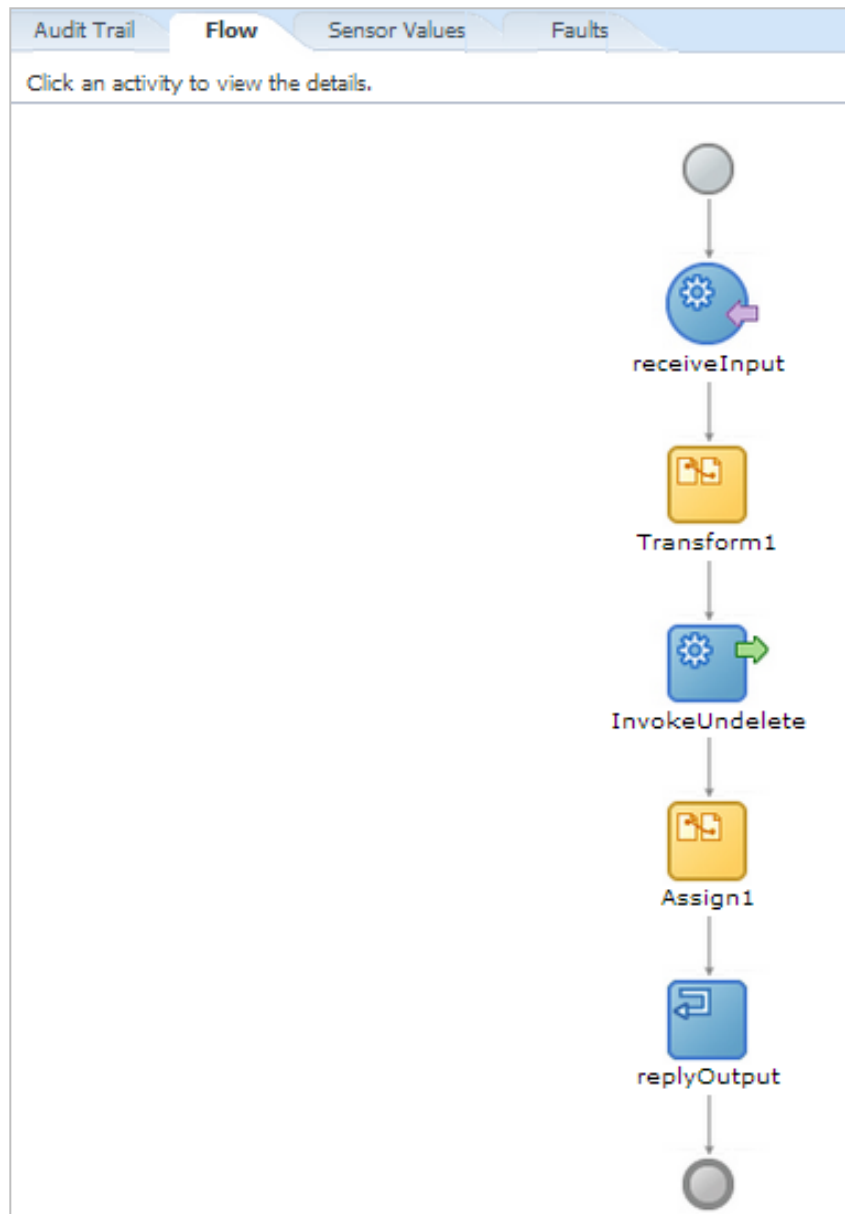 Audit Trail Flow Sensor Values Faults
Click an activity to view the details.
receiveInput
Transform1
InvokeUndelete
Assign1
replyOutput